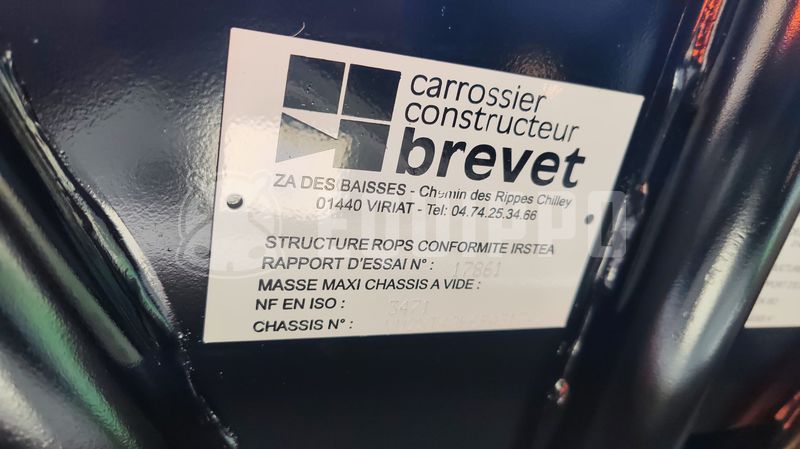 carrossier
constructeur
brevet
ZA DES BAISSES - Chemin des Rippes Chilley
01440 VIRIAT - Tel: 04.74.25.34.66
STRUCTURE ROPS CONFORMITE IRSTEA
RAPPORT D'ESSAI N° : 17861
MASSE MAXI CHASSIS A VIDE :
NF EN ISO : 3471
CHASSIS N° :